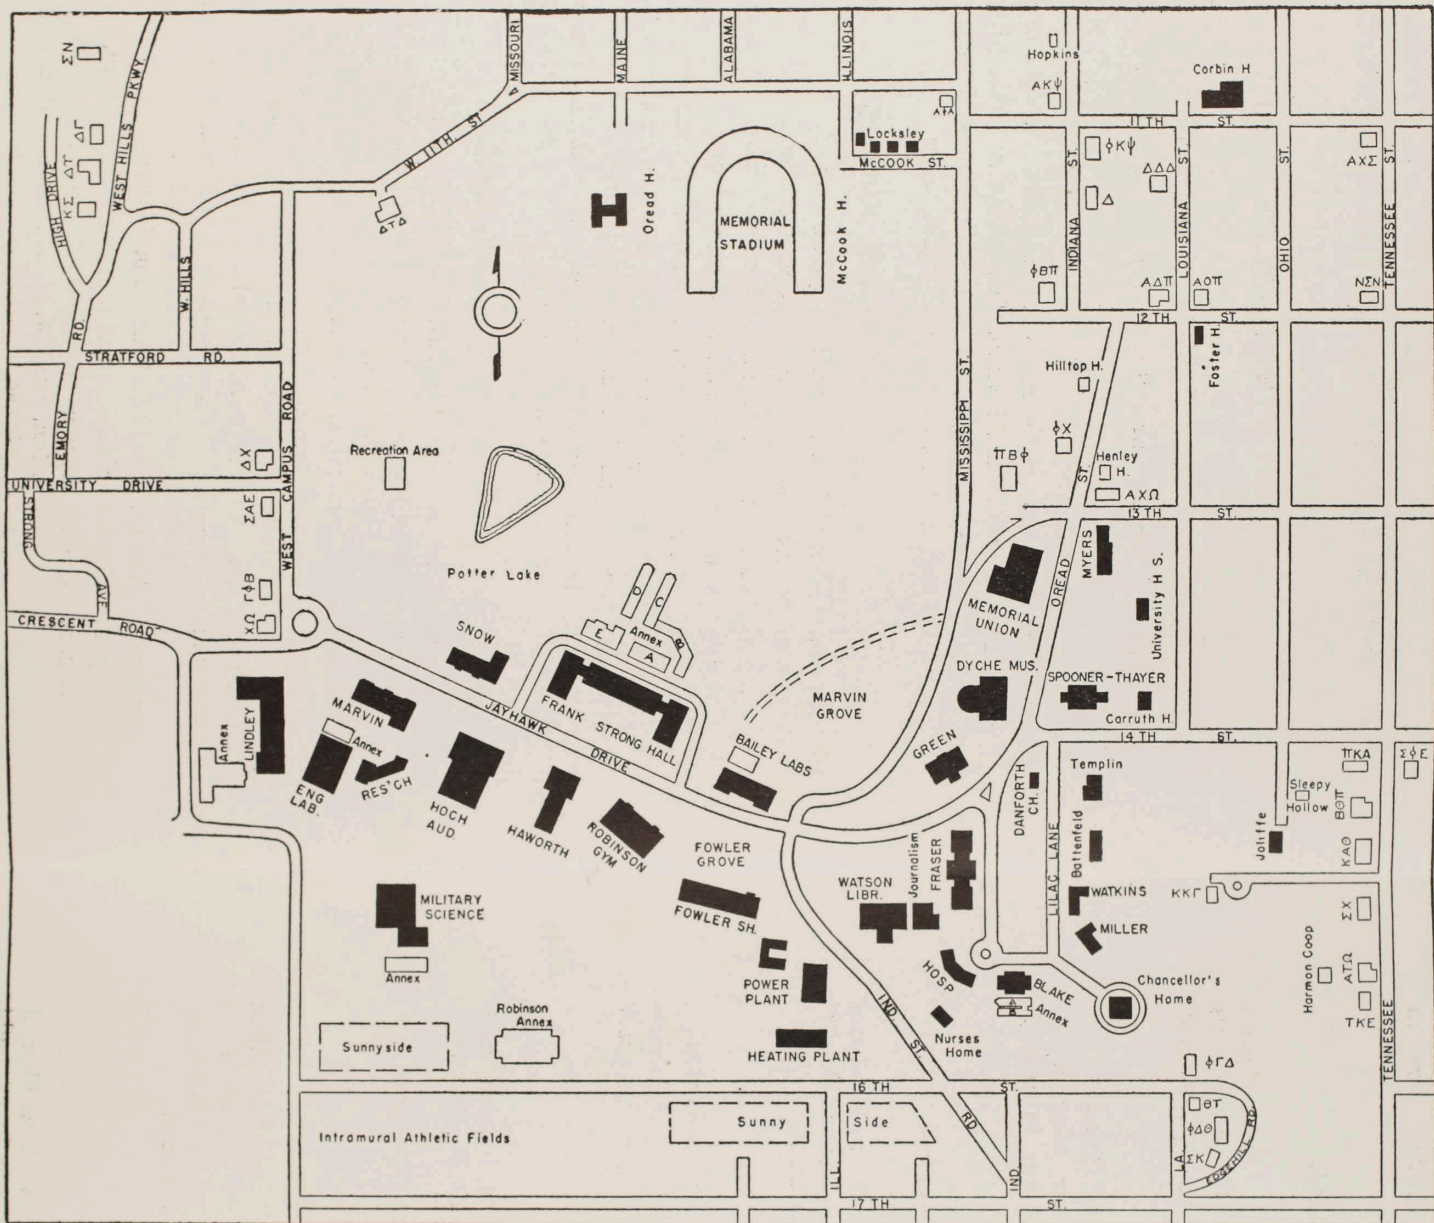 MISSOURI
MAINE
ALABAMA
ILLINOIS
ΣΝ
WEST HILLS PKWY.
Hopkins
ΑΚΨ
Corbin H
ΔΓ
ΔΤ
ΚΣ
HIGH DRIVE
W 11TH ST
Locksley
McCOOK ST.
11 TH ST.
ΑΧΣ
ΦΚΨ
ΔΔΔ
Δ
ΔΤΔ
Oread H.
MEMORIAL
STADIUM
McCook H.
INDIANA ST.
LOUISIANA ST.
OHIO ST.
TENNESSEE ST.
W. HILLS
RD.
ΦΒΠ
ΑΔΠ
ΑΟΠ
ΝΣΝ
12 TH ST.
STRATFORD RD.
EMORY
WEST CAMPUS ROAD
MISSISSIPPI ST.
Hilltop H.
Foster H.
ΔΧ
Recreation Area
ΦΧ
ΠΒΦ
Henley
H.
ΑΧΩ
UNIVERSITY DRIVE
STRONG AVE
ΣΑΕ
13 TH ST.
OREAD ST.
MYERS
University H S.
ΓΦΒ
ΧΩ
Potter Lake
CRESCENT ROAD
MEMORIAL
UNION
SNOW
D
C
B
Annex
E
A
DYCHE MUS.
SPOONER-THAYER
Carruth H.
MARVIN
GROVE
14 TH ST.
LINDLEY
Annex
MARVIN
Annex
ENG
LAB.
RES'CH
JAYHAWK DRIVE
FRANK STRONG HALL
BAILEY LABS
GREEN
HOCH
AUD.
HAWORTH
ROBINSON
GYM
FOWLER
GROVE
DANFORTH
CH.
LILAC LANE
Templin
Battenfeld
Sleepy
Hollow
ΠΚΑ
ΣΦΕ
ΒΘΠ
Joliffe
ΚΑΘ
MILITARY
SCIENCE
Annex
FOWLER SH.
WATSON
LIBR.
Journalism
FRASER
WATKINS
MILLER
ΚΚΓ
ΣΧ
POWER
PLANT
HOSP
BLAKE
A
B
Annex
Chancellor's
Home
Harmon Coop
ΑΤΩ
ΤΚΕ
Sunnyside
Robinson
Annex
HEATING PLANT
Nurses
Home
IND. ST.
TENNESSEE
ΦΓΔ
16 TH ST.
Intramural Athletic Fields
Sunny Side
RD
ΘΤ
ΦΔΘ
ΣΚ
EDGEHILL RD.
ILL.
IND.
LA
17 TH ST.